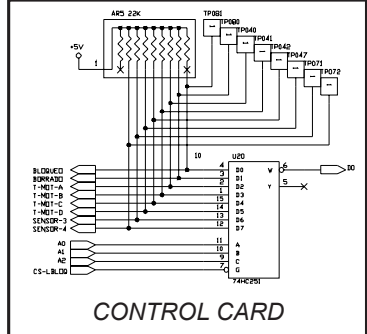 AR5 22K
+5V
1
TP081
TP080
TP040
TP041
TP042
TP047
TP071
TP072
10
U20
BLOQUEO 4 D0 W 6 DO
BORRADO 3 D1
T-MOT-A 2 D2 Y 5
T-MOT-B 1 D3
T-MOT-C 15 D4
T-MOT-D 14 D5
SENSOR-3 13 D6
SENSOR-4 12 D7
A0 11 A
A1 10 B
A2 9 C
CS-LBLOQ 7 G
74HC251
CONTROL CARD